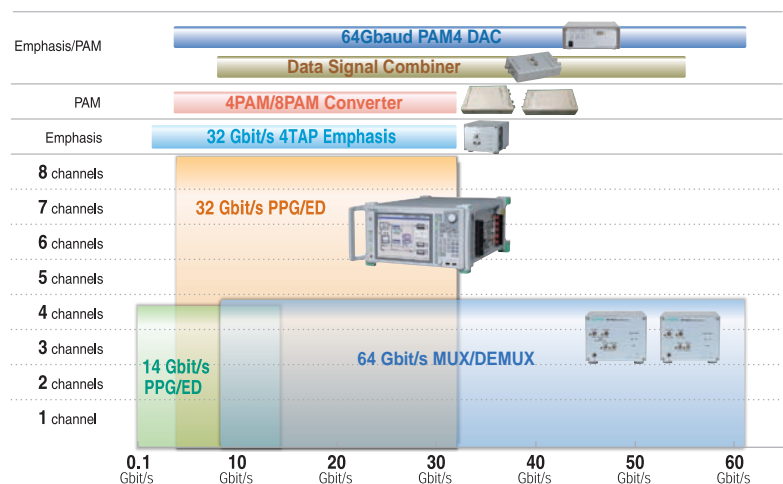 Emphasis/PAM
64Gbaud PAM4 DAC
Data Signal Combiner
PAM
4PAM/8PAM Converter
Emphasis
32 Gbit/s 4TAP Emphasis
8 channels
7 channels
32 Gbit/s PPG/ED
6 channels
5 channels
4 channels
3 channels
14 Gbit/s
PPG/ED
64 Gbit/s MUX/DEMUX
2 channels
1 channel
0.1 10 20 30 40 50 60
Gbit/s Gbit/s Gbit/s Gbit/s Gbit/s Gbit/s Gbit/s